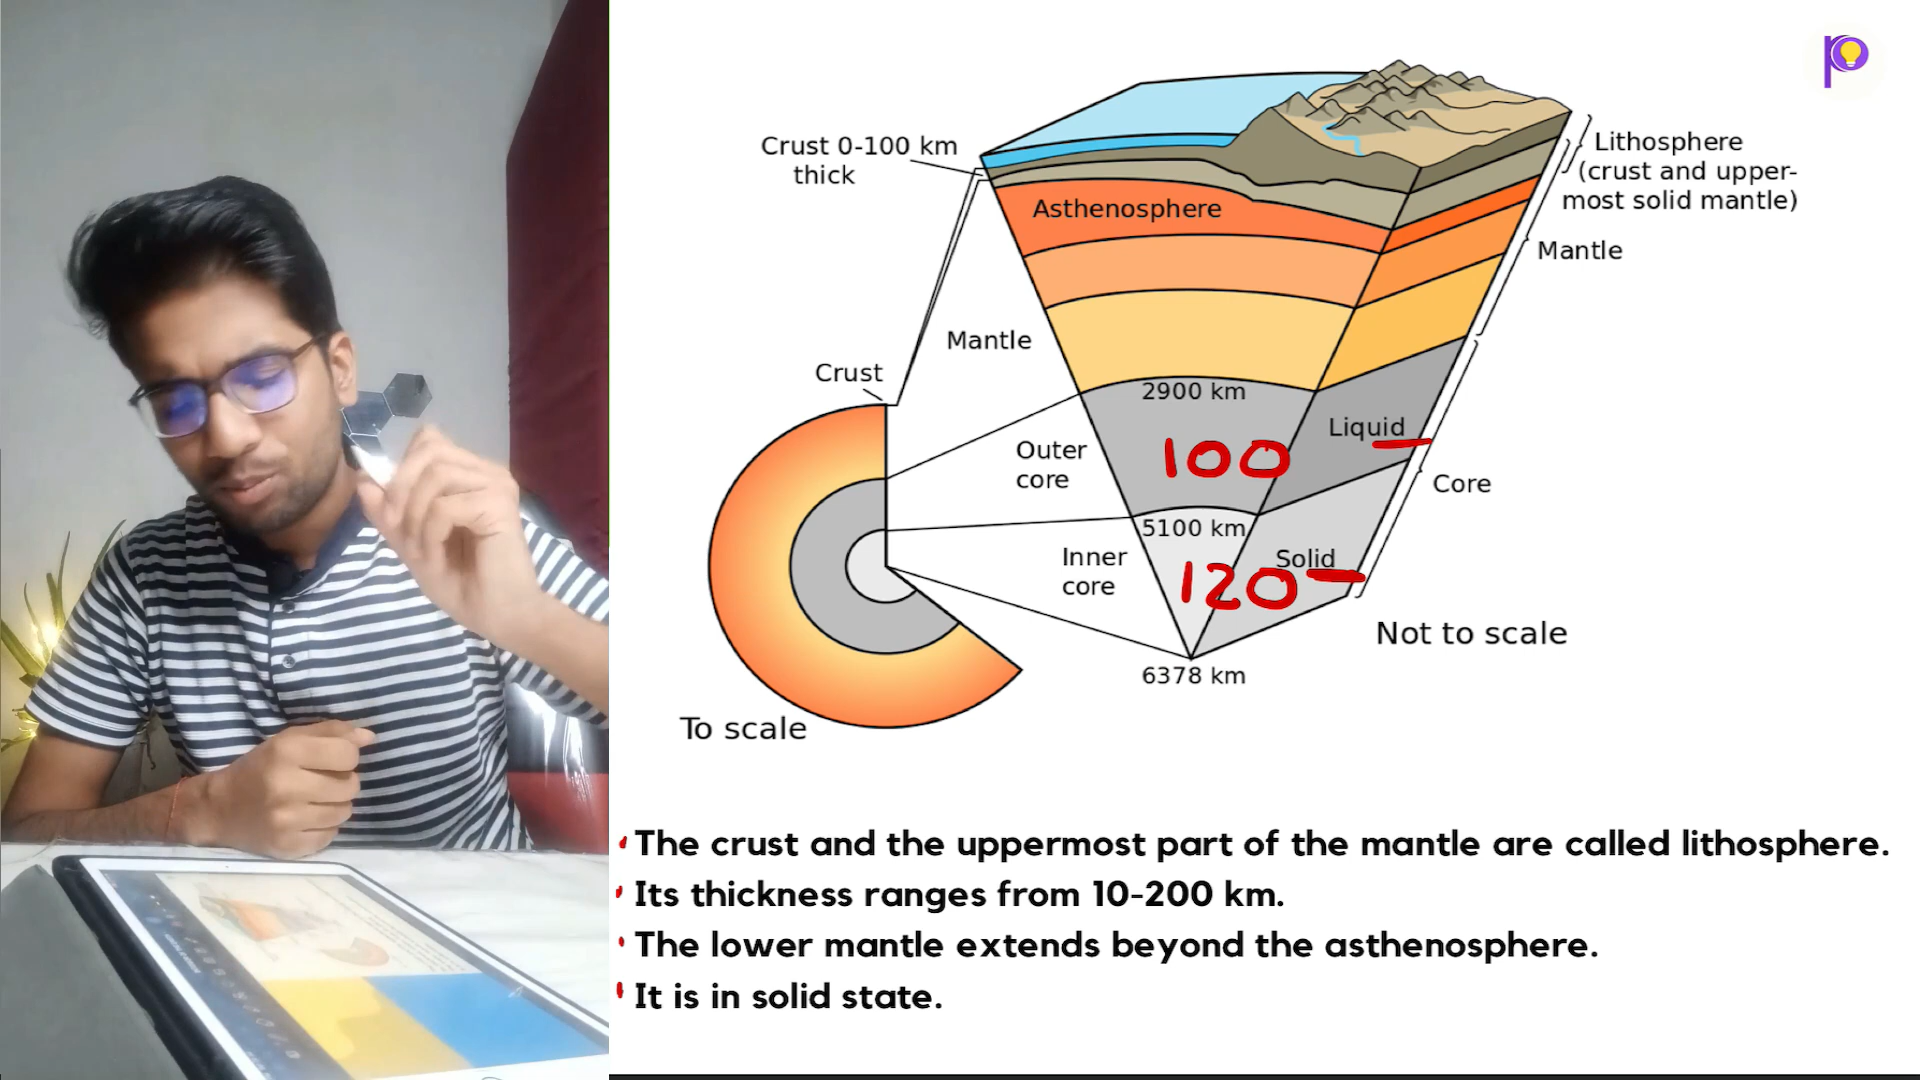 Crust 0-100 km
thick
Lithosphere
(crust and upper-
most solid mantle)
Asthenosphere
Mantle
Mantle
Crust
2900 km
Liquid
Outer
core
100
Core
5100 km
Inner
core
Solid
120
Not to scale
6378 km
To scale
The crust and the uppermost part of the mantle are called lithosphere.
Its thickness ranges from 10-200 km.
The lower mantle extends beyond the asthenosphere.
It is in solid state.